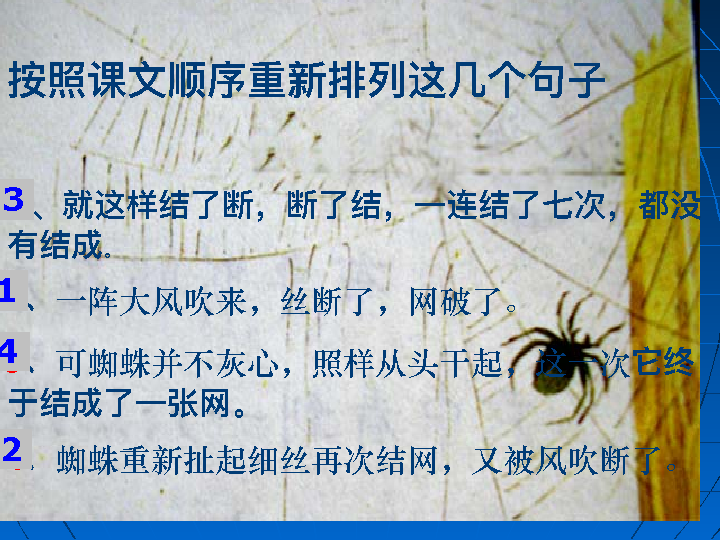 按照课文顺序重新排列这几个句子
3、就这样结了断，断了结，一连结了七次，都没
有结成.
1、一阵大风吹来，丝断了，网破了。
4、可蜘蛛并不灰心，照样从头干起，这一次它终
于结成了一张网。
2、蜘蛛重新扯起细丝再次结网，又被风吹断了。